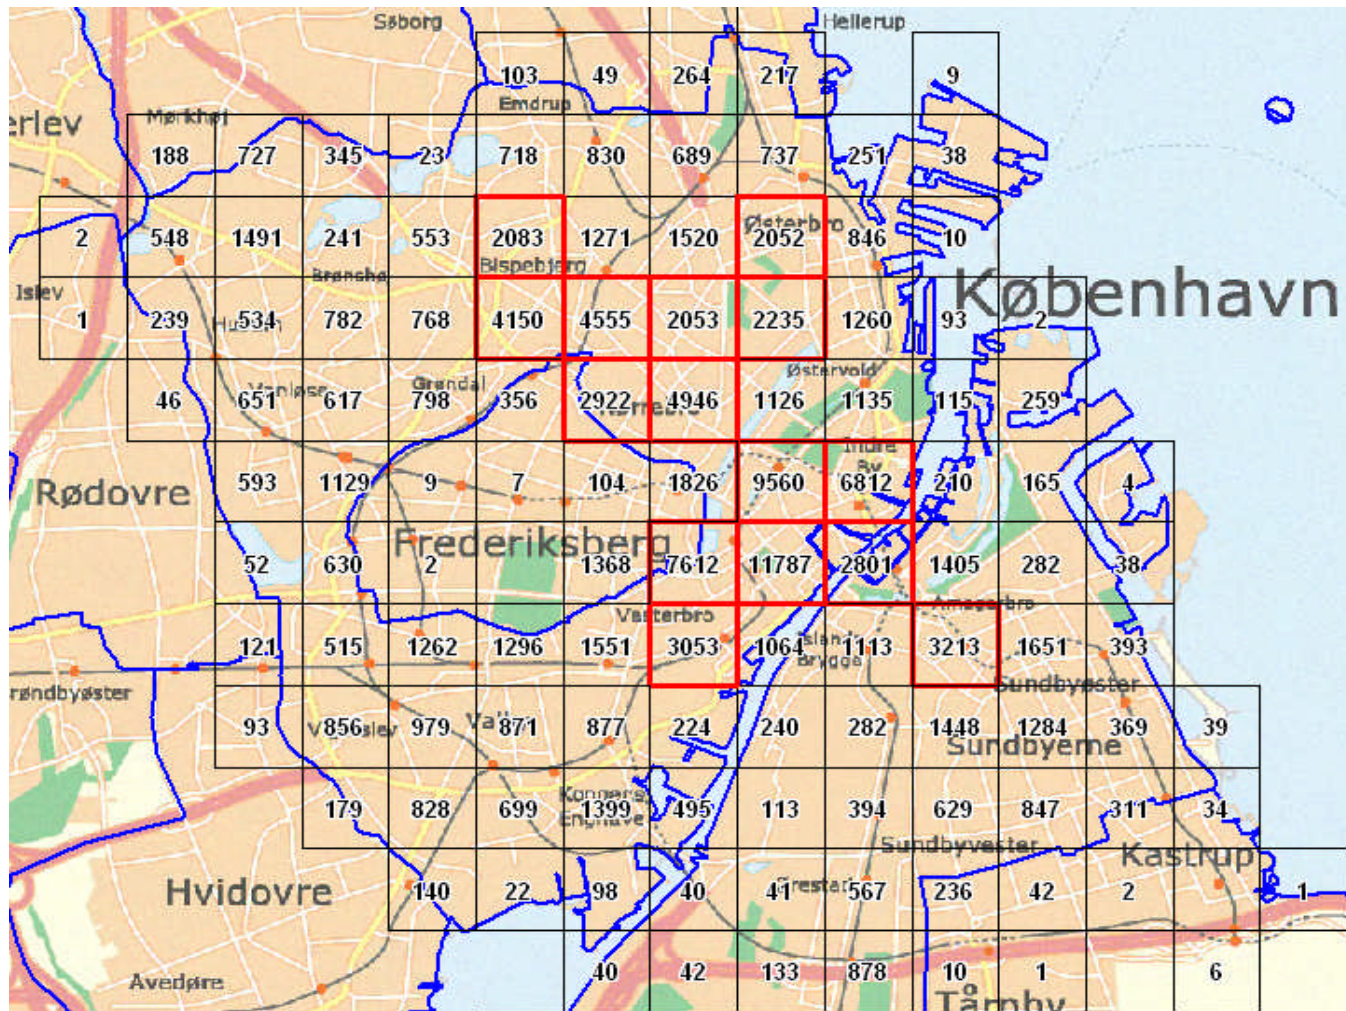 Søborg
Hellerup
103 49 264 217 9
Emdrup
erlev
Mørkhøj
188 727 345 23 718 830 689 737 251 38
Østerbro
2 548 1491 241 553 2083 1271 1520 2052 846 10
Bispebjerg
Brønshø
Islev
København
1 239 534 782 768 4150 4555 2053 2235 1260 93 2
Østervold
Vanløse
Grøndal
46 651 617 798 356 2922 4946 1126 1135 115 259
Nørrebro
Indre
By
Rødovre
593 1129 9 7 104 1826 9560 6812 210 165 4
Frederiksberg
52 630 2 1368 7612 11787 2801 1405 282 38
Amagerbro
Vesterbro
121 515 1262 1296 1551 3053 1064 1113 3213 1651 393
Islands
Brygge
Sundbyøster
røndbyøster
93 856 979 871 877 224 240 282 1448 1284 369 39
Sundbyerne
Kongens
Enghave
179 828 699 1399 495 113 394 629 847 311 34
Sundbyvester
Kastrup
Hvidovre
140 22 98 40 41 567 236 42 2 1
Ørestad
40 42 133 878 10 1 6
Avedøre
Tårnby